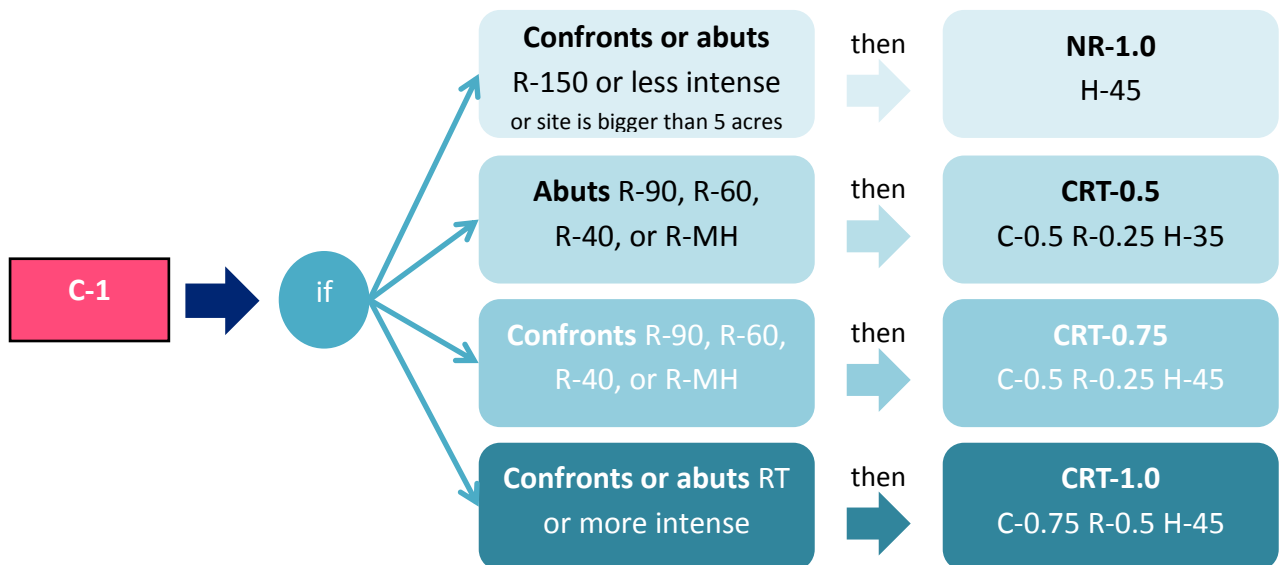 C-1
if
Confronts or abuts
R-150 or less intense
or site is bigger than 5 acres
then
NR-1.0
H-45
Abuts R-90, R-60,
R-40, or R-MH
then
CRT-0.5
C-0.5 R-0.25 H-35
Confronts R-90, R-60,
R-40, or R-MH
then
CRT-0.75
C-0.5 R-0.25 H-45
Confronts or abuts RT
or more intense
then
CRT-1.0
C-0.75 R-0.5 H-45